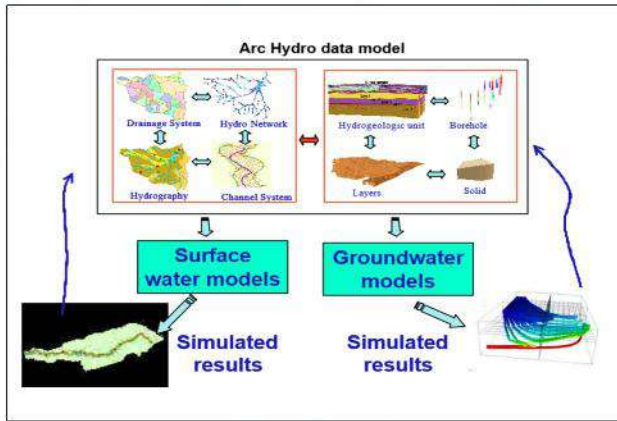 Arc Hydro data model
Drainage System
Hydro Network
Hydrography
Channel System
Hydrogeologic unit
Borehole
Layers
Solid
Surface
water models
Groundwater
models
Simulated
results
Simulated
results